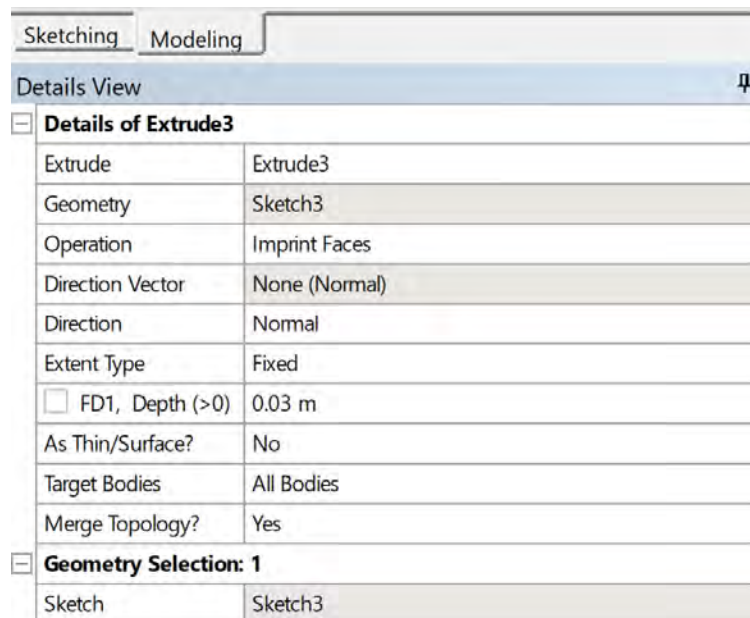 Sketching Modeling
Details View
Details of Extrude3
Extrude Extrude3
Geometry Sketch3
Operation Imprint Faces
Direction Vector None (Normal)
Direction Normal
Extent Type Fixed
FD1, Depth (>0) 0.03 m
As Thin/Surface? No
Target Bodies All Bodies
Merge Topology? Yes
Geometry Selection: 1
Sketch Sketch3